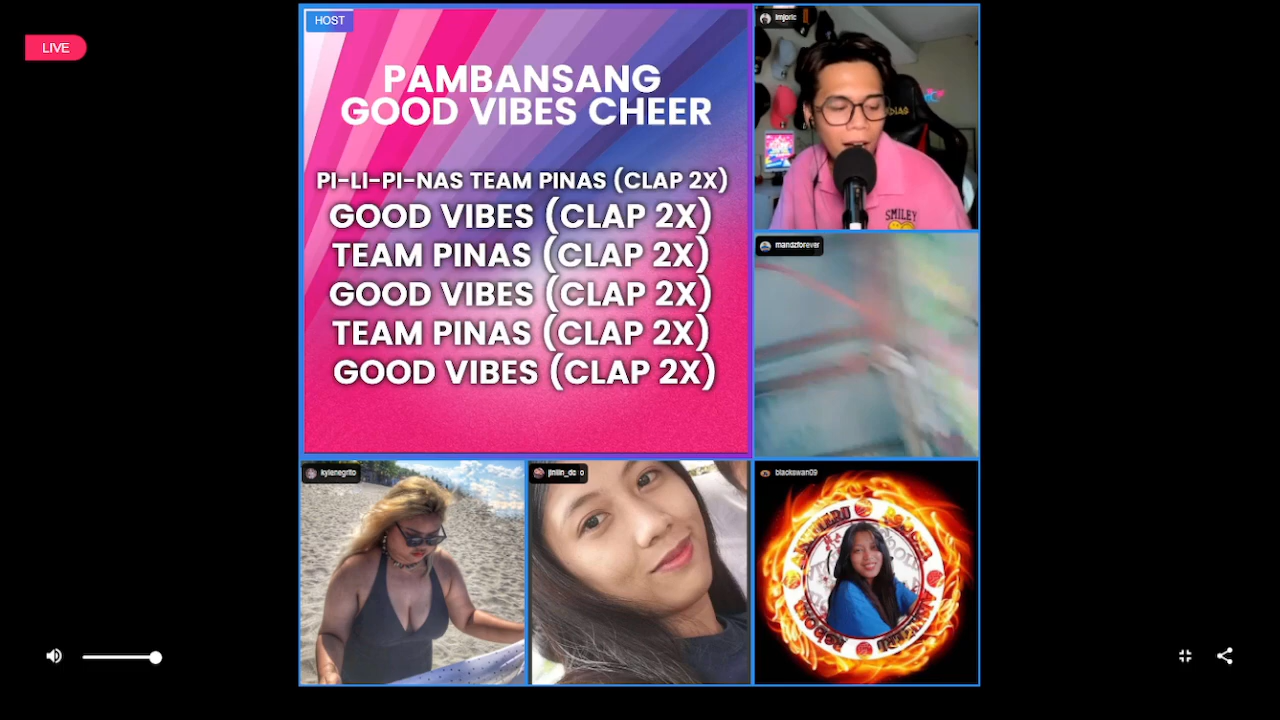 LIVE
HOST
PAMBANSANG
GOOD VIBES CHEER
PI-LI-PI-NAS TEAM PINAS (CLAP 2X)
GOOD VIBES (CLAP 2X)
TEAM PINAS (CLAP 2X)
GOOD VIBES (CLAP 2X)
TEAM PINAS (CLAP 2X)
GOOD VIBES (CLAP 2X)
imjoric
SMILEY
mandzforever
kylenegrito
jinlin_dc
blackswan09